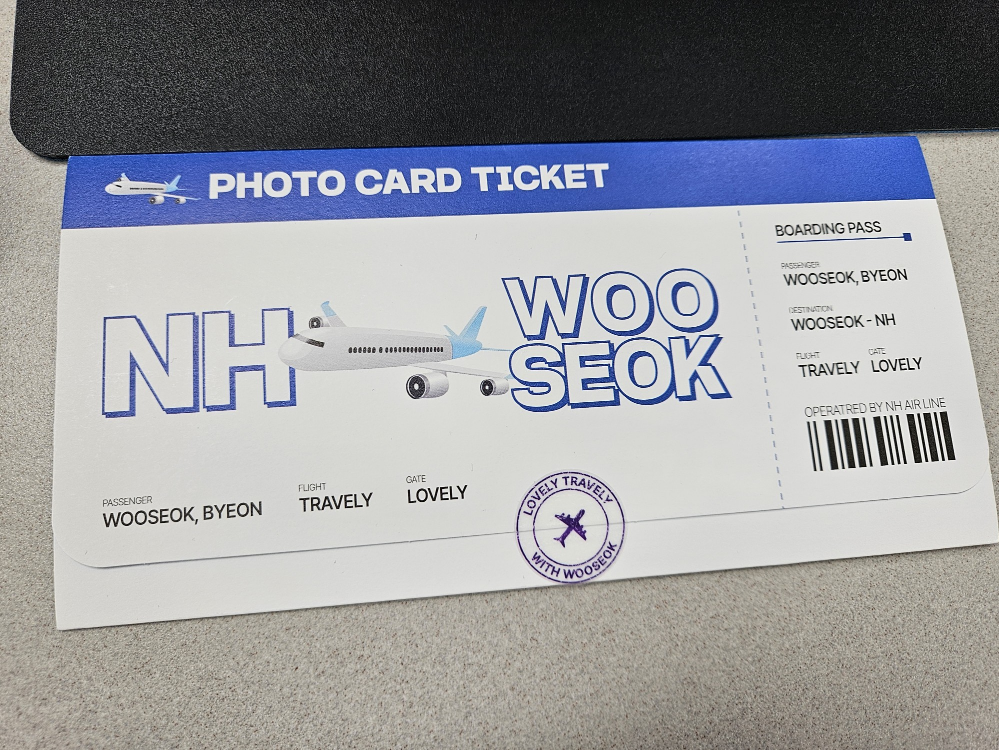 PHOTO CARD TICKET
NH
WOO
SEOK
PASSENGER
WOOSEOK, BYEON
FLIGHT
TRAVELY
GATE
LOVELY
LOVELY TRAVELY
WITH WOOSEOK
BOARDING PASS
PASSENGER
WOOSEOK, BYEON
DESTINATION
WOOSEOK - NH
FLIGHT GATE
TRAVELY LOVELY
OPERATRED BY NH AIR LINE